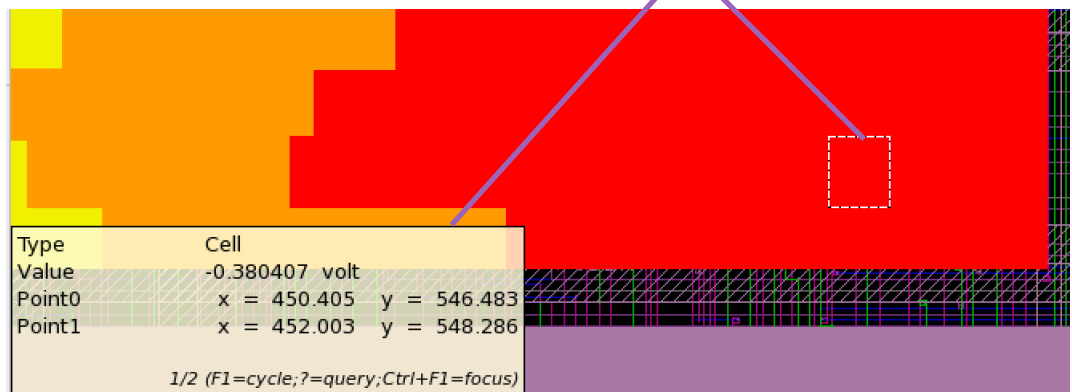 Type Cell
Value -0.380407 volt
Point0 x = 450.405 y = 546.483
Point1 x = 452.003 y = 548.286
1/2 (F1=cycle;?=query;Ctrl+F1=focus)